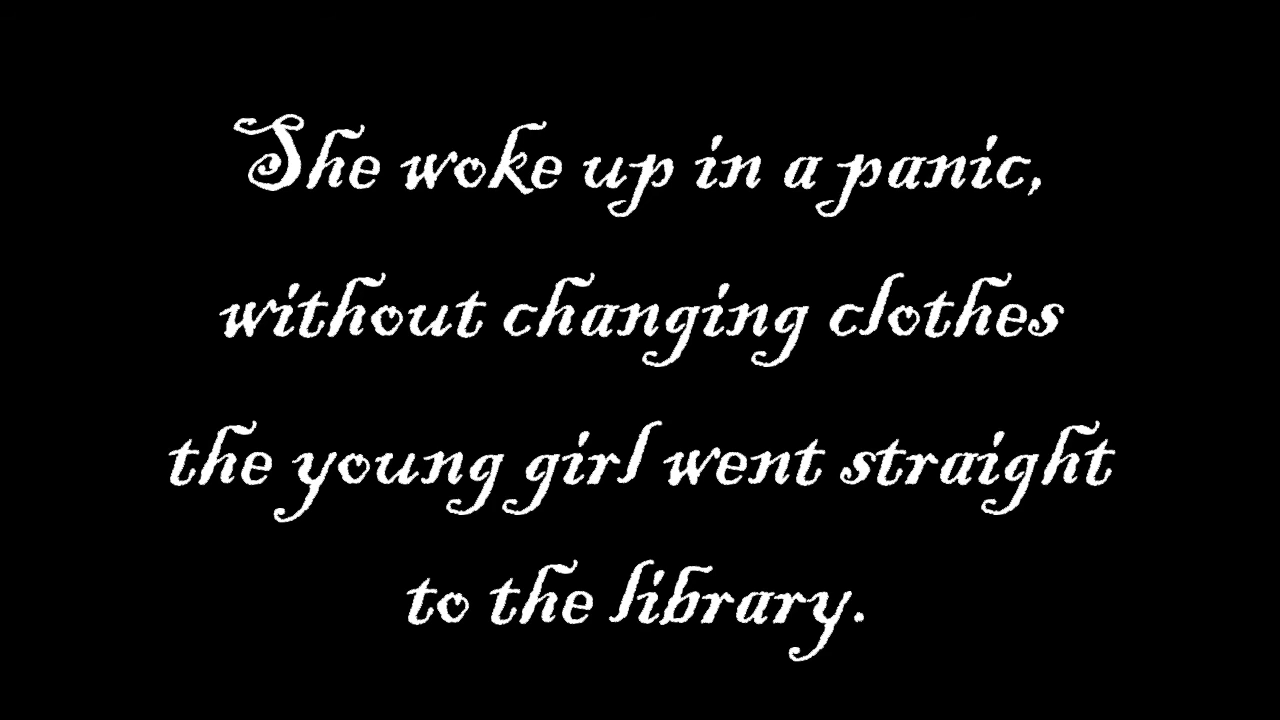 She woke up in a panic,
without changing clothes
the young girl went straight
to the library.